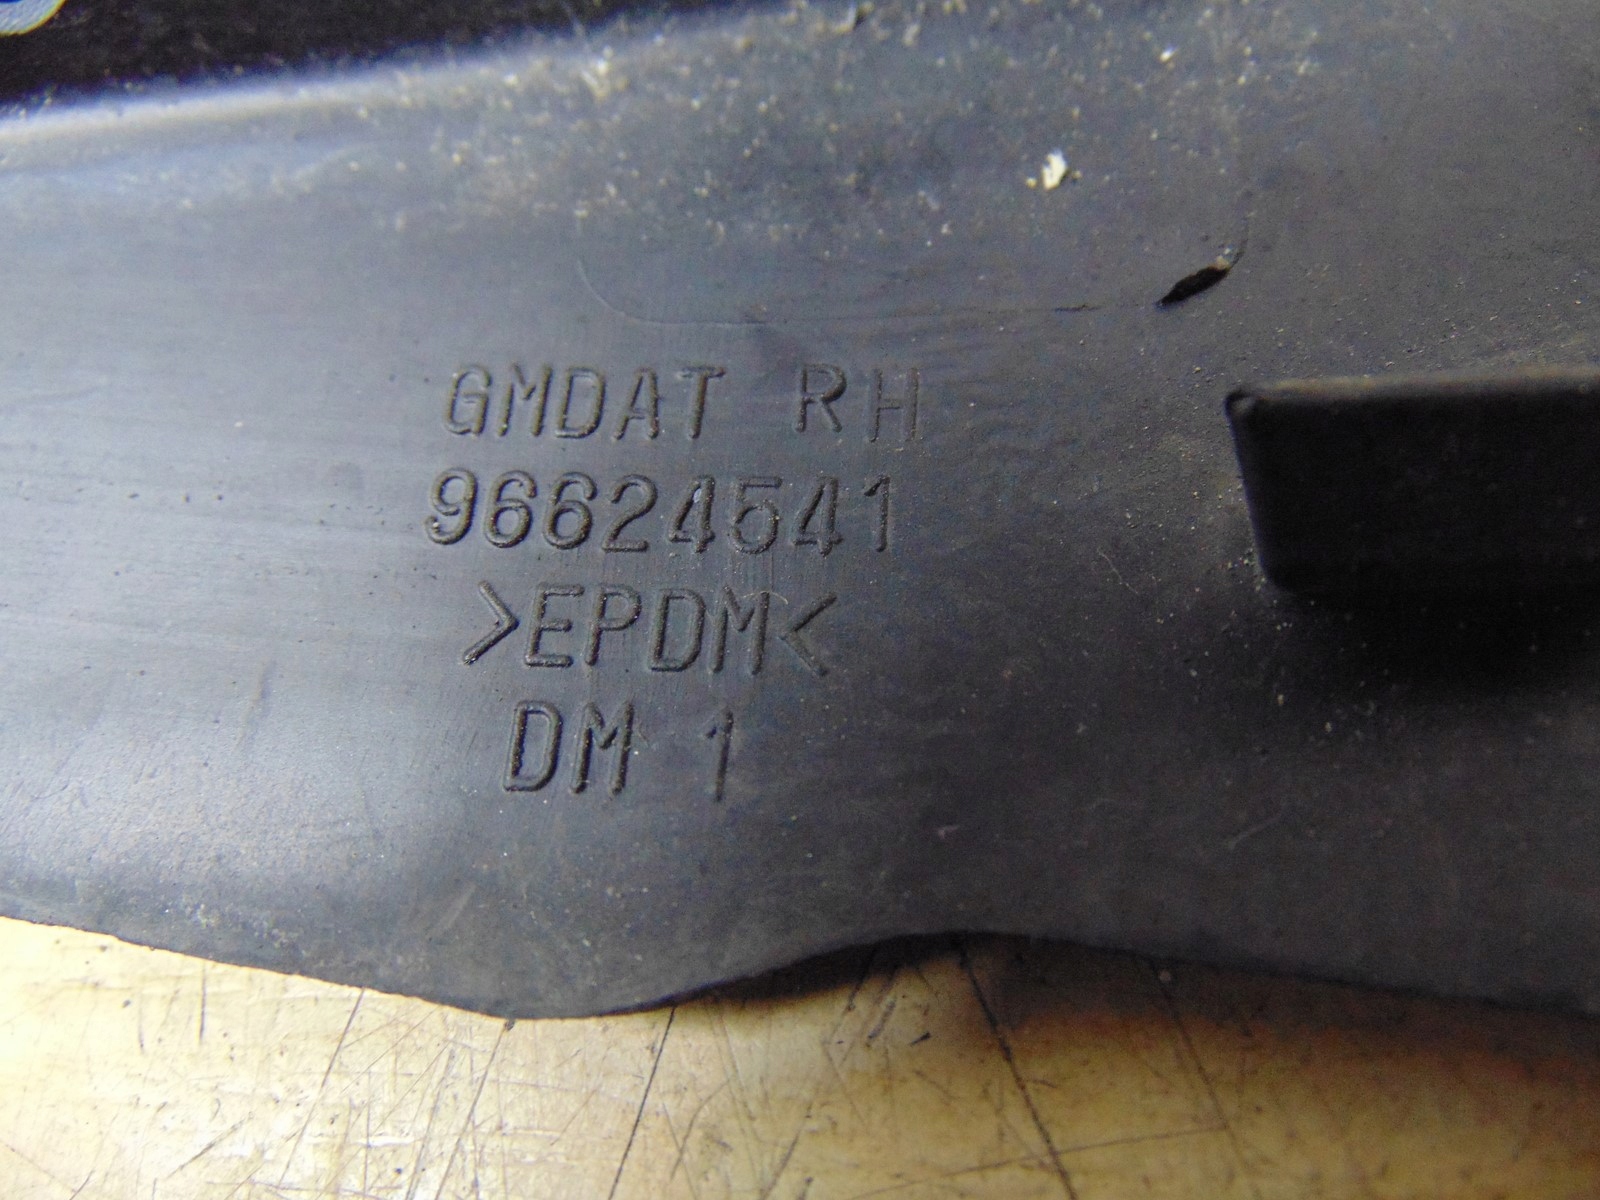 GMDAT RH
96624541
>EPDM<
DM 1